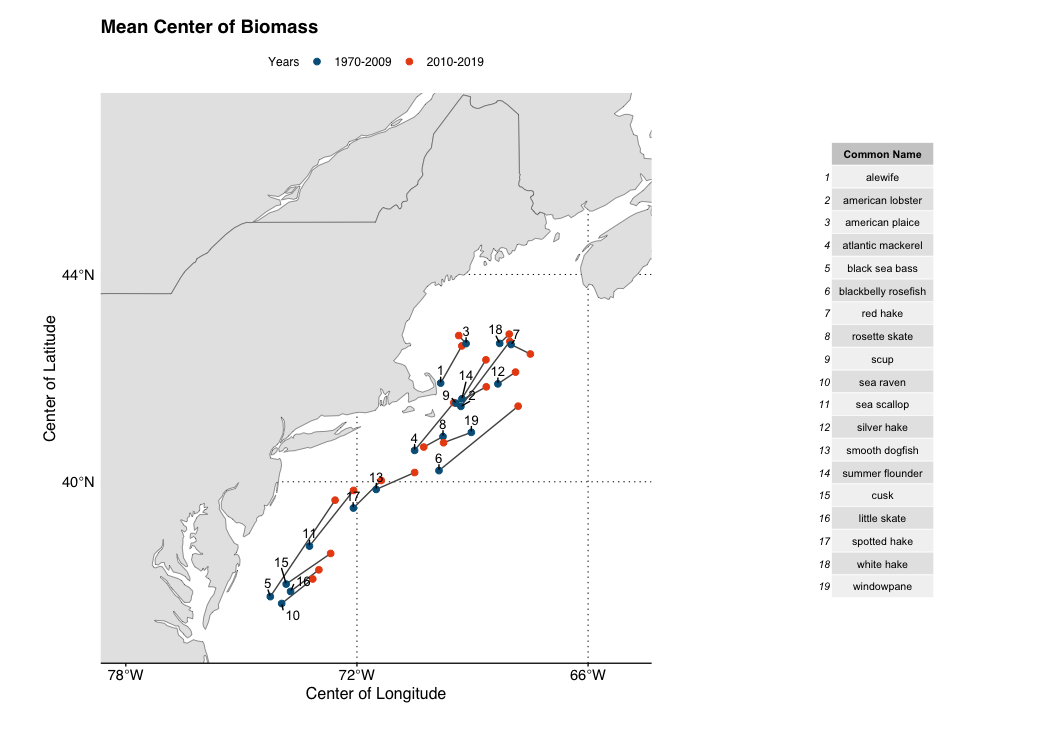 Mean Center of Biomass
Years 1970-2009 2010-2019
Center of Latitude
44°N
40°N
3
18
7
1
14
12
9
2
4
8
19
6
13
17
11
15
5
16
10
78°W 72°W 66°W
Center of Longitude
Common Name
1 alewife
2 american lobster
3 american plaice
4 atlantic mackerel
5 black sea bass
6 blackbelly rosefish
7 red hake
8 rosette skate
9 scup
10 sea raven
11 sea scallop
12 silver hake
13 smooth dogfish
14 summer flounder
15 cusk
16 little skate
17 spotted hake
18 white hake
19 windowpane